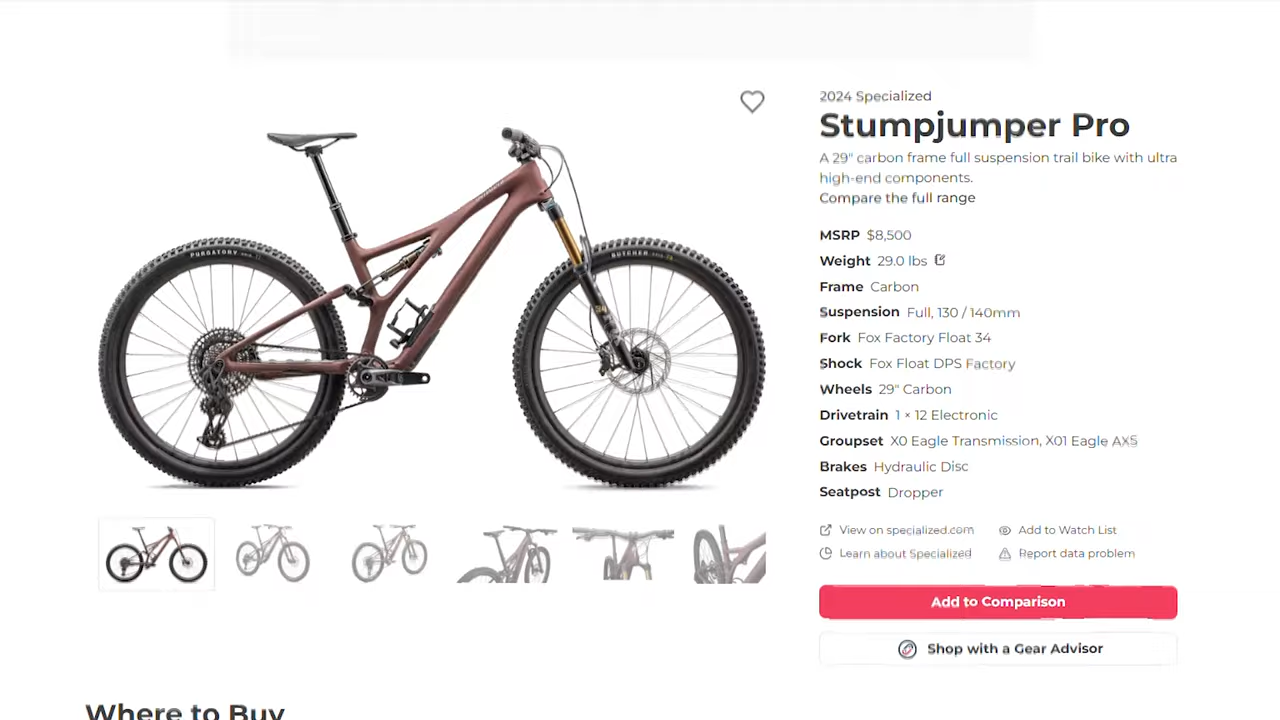 2024 Specialized
Stumpjumper Pro
A 29" carbon frame full suspension trail bike with ultra
high-end components.
Compare the full range
MSRP $8,500
Weight 29.0 lbs
Frame Carbon
Suspension Full, 130 / 140mm
Fork Fox Factory Float 34
Shock Fox Float DPS Factory
Wheels 29" Carbon
Drivetrain 1 × 12 Electronic
Groupset X0 Eagle Transmission, X01 Eagle AXS
Brakes Hydraulic Disc
Seatpost Dropper
View on specialized.com
Add to Watch List
Learn about Specialized
Report data problem
Add to Comparison
Shop with a Gear Advisor
PURGATORY
BUTCHER
34
Where to Buy